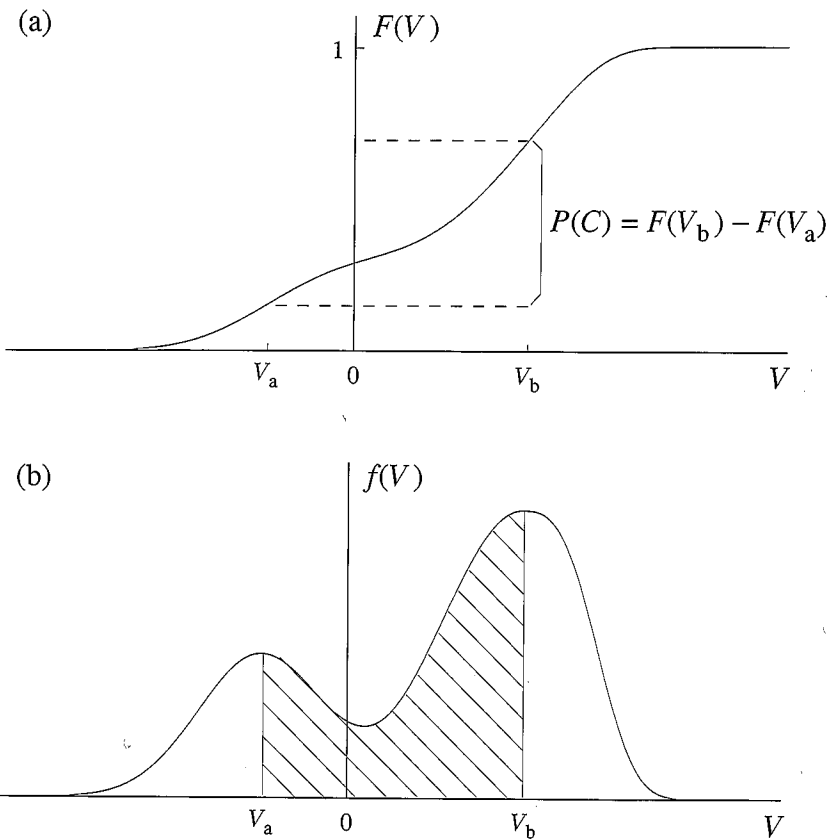 (a)
F(V)
1
P(C) = F(V_b) − F(V_a)
V_a 0 V_b V
(b)
f(V)
V_a 0 V_b V